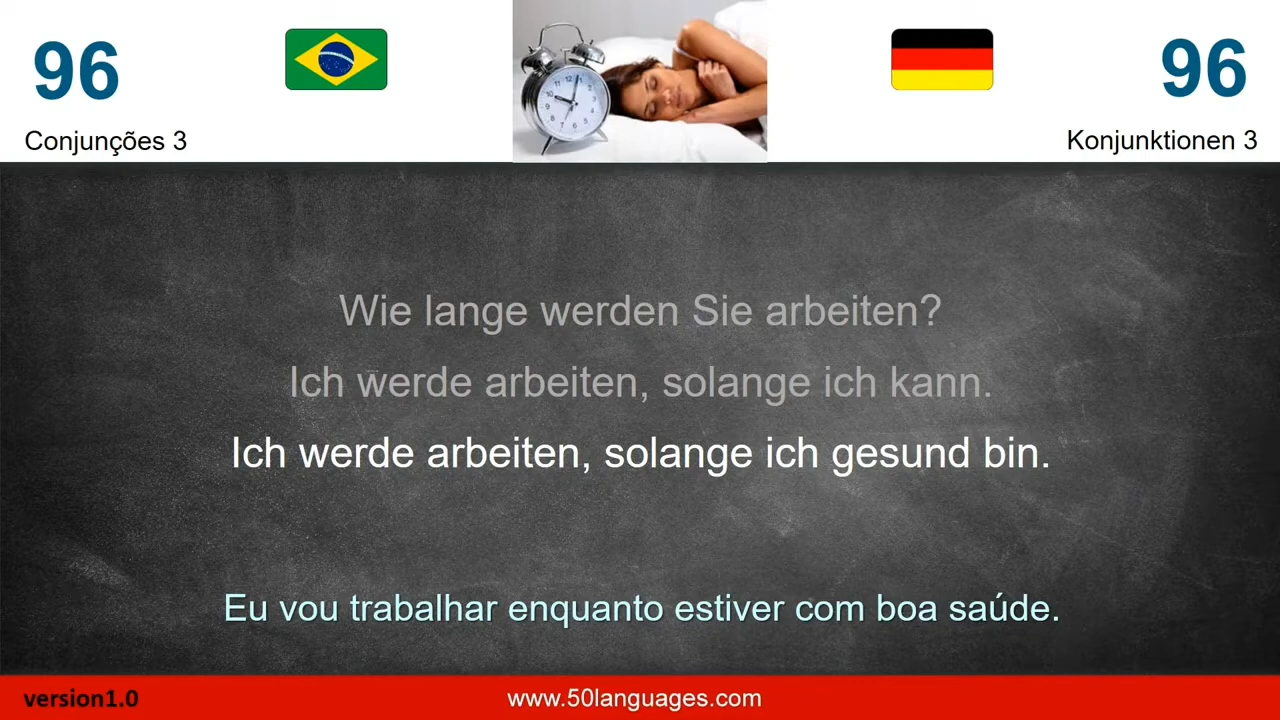 96
96
Conjunções 3
Konjunktionen 3
Wie lange werden Sie arbeiten?
Ich werde arbeiten, solange ich kann.
Ich werde arbeiten, solange ich gesund bin.
Eu vou trabalhar enquanto estiver com boa saúde.
version1.0
www.50languages.com